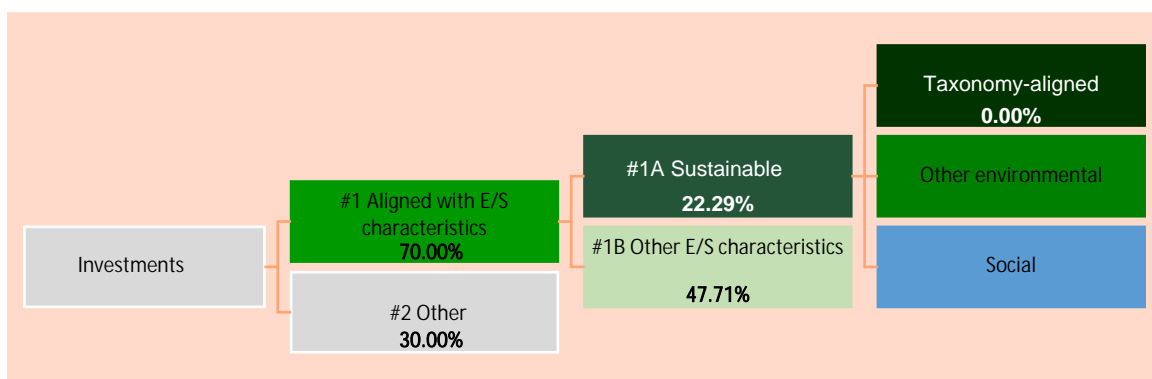 Investments
#1 Aligned with E/S
characteristics
70.00%
#2 Other
30.00%
#1A Sustainable
22.29%
#1B Other E/S characteristics
47.71%
Taxonomy-aligned
0.00%
Other environmental
Social